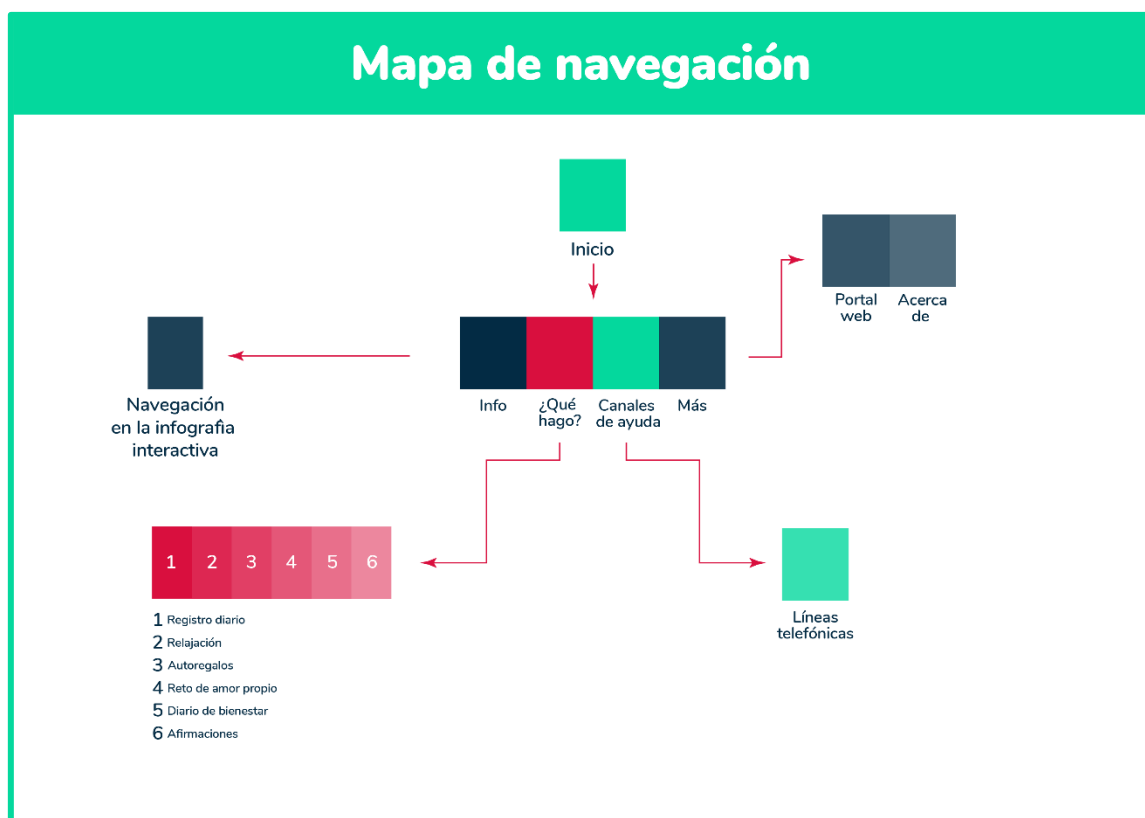 Mapa de navegación
Inicio
Portal
web
Acerca
de
Navegación
en la infografia
interactiva
Info
¿Qué
hago?
Canales
de ayuda
Más
1 2 3 4 5 6
1 Registro diario
2 Relajación
3 Autoregalos
4 Reto de amor propio
5 Diario de bienestar
6 Afirmaciones
Líneas
telefónicas